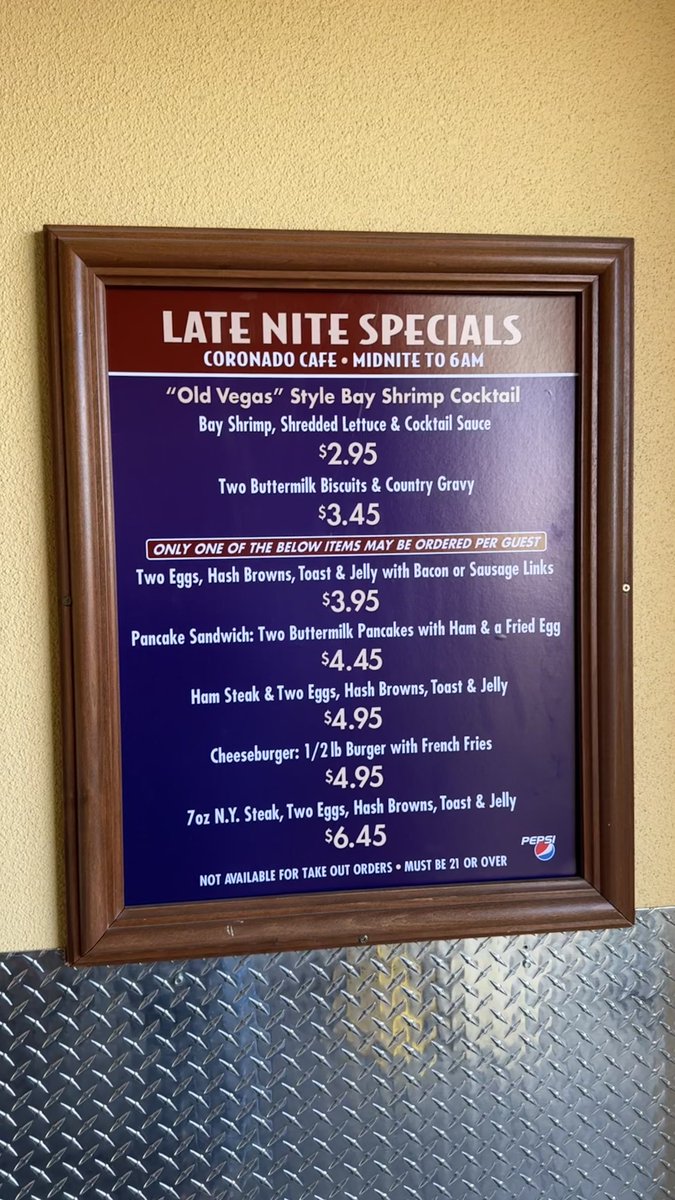 LATE NITE SPECIALS
CORONADO CAFE • MIDNITE TO 6AM
"Old Vegas" Style Bay Shrimp Cocktail
Bay Shrimp, Shredded Lettuce & Cocktail Sauce
$2.95
Two Buttermilk Biscuits & Country Gravy
$3.45
ONLY ONE OF THE BELOW ITEMS MAY BE ORDERED PER GUEST
Two Eggs, Hash Browns, Toast & Jelly with Bacon or Sausage Links
$3.95
Pancake Sandwich: Two Buttermilk Pancakes with Ham & a Fried Egg
$4.45
Ham Steak & Two Eggs, Hash Browns, Toast & Jelly
$4.95
Cheeseburger: 1/2 lb Burger with French Fries
$4.95
7oz N.Y. Steak, Two Eggs, Hash Browns, Toast & Jelly
$6.45
PEPSI
NOT AVAILABLE FOR TAKE OUT ORDERS • MUST BE 21 OR OVER